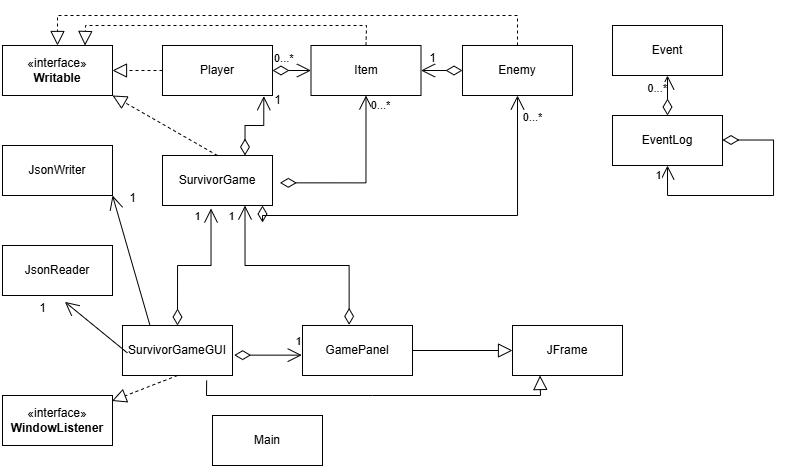 «interface»
Writable
Player
0...*
Item
1
Enemy
Event
0...*
EventLog
1
1
0...*
0...*
JsonWriter
SurvivorGame
1
1
1
JsonReader
1
SurvivorGameGUI
1
GamePanel
JFrame
«interface»
WindowListener
Main